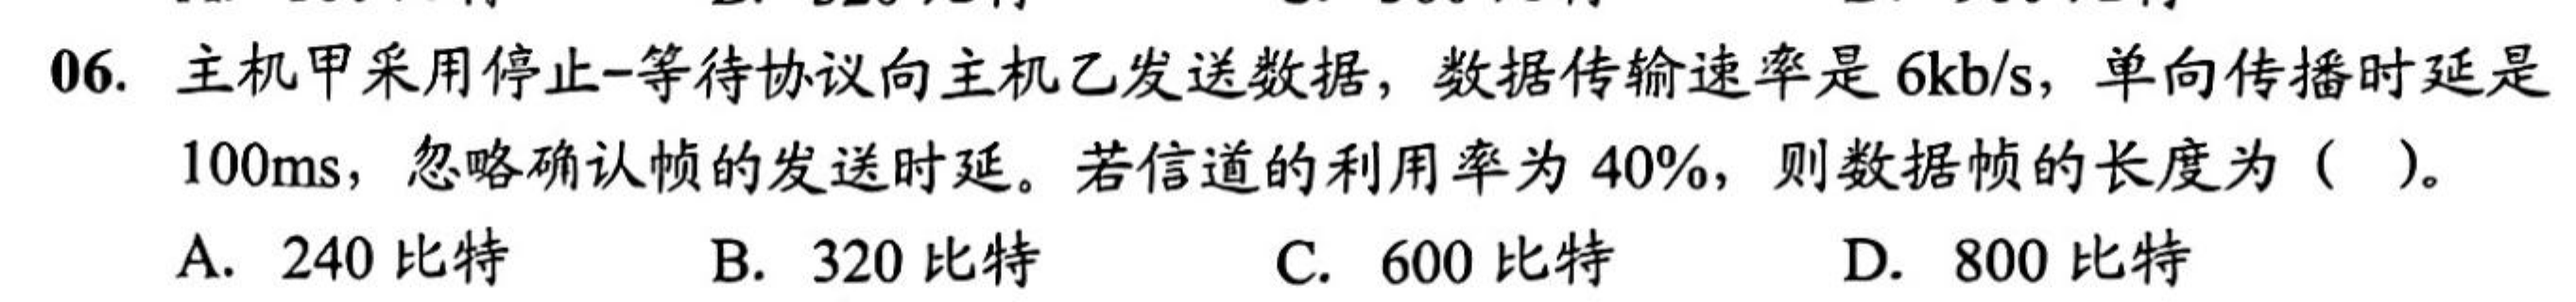 06. 主机甲采用停止-等待协议向主机乙发送数据，数据传输速率是 6kb/s，单向传播时延是
100ms，忽略确认帧的发送时延。若信道的利用率为 40%，则数据帧的长度为（ ）。
A. 240 比特 B. 320 比特 C. 600 比特 D. 800 比特